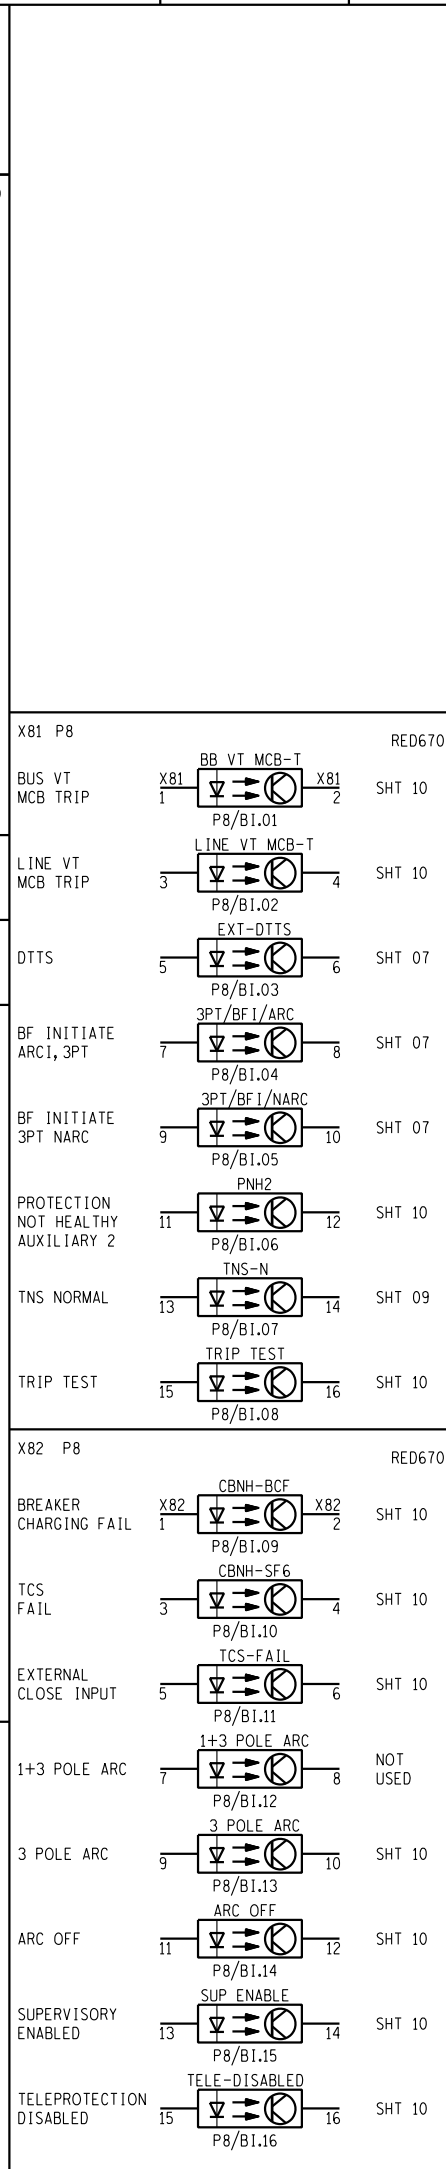 X81 P8
RED670
BB VT MCB-T
BUS VT
MCB TRIP
X81
1
X81
2
SHT 10
P8/BI.01
LINE VT MCB-T
LINE VT
MCB TRIP
3
4
SHT 10
P8/BI.02
EXT-DTTS
DTTS
5
6
SHT 07
P8/BI.03
3PT/BFI/ARC
BF INITIATE
ARCI,3PT
7
8
SHT 07
P8/BI.04
3PT/BFI/NARC
BF INITIATE
3PT NARC
9
10
SHT 07
P8/BI.05
PNH2
PROTECTION
NOT HEALTHY
AUXILIARY 2
11
12
SHT 10
P8/BI.06
TNS-N
TNS NORMAL
13
14
SHT 09
P8/BI.07
TRIP TEST
TRIP TEST
15
16
SHT 10
P8/BI.08
X82 P8
RED670
CBNH-BCF
BREAKER
CHARGING FAIL
X82
1
X82
2
SHT 10
P8/BI.09
CBNH-SF6
TCS
FAIL
3
4
SHT 10
P8/BI.10
TCS-FAIL
EXTERNAL
CLOSE INPUT
5
6
SHT 10
P8/BI.11
1+3 POLE ARC
1+3 POLE ARC
7
8
NOT
USED
P8/BI.12
3 POLE ARC
3 POLE ARC
9
10
SHT 10
P8/BI.13
ARC OFF
ARC OFF
11
12
SHT 10
P8/BI.14
SUP ENABLE
SUPERVISORY
ENABLED
13
14
SHT 10
P8/BI.15
TELE-DISABLED
TELEPROTECTION
DISABLED
15
16
SHT 10
P8/BI.16